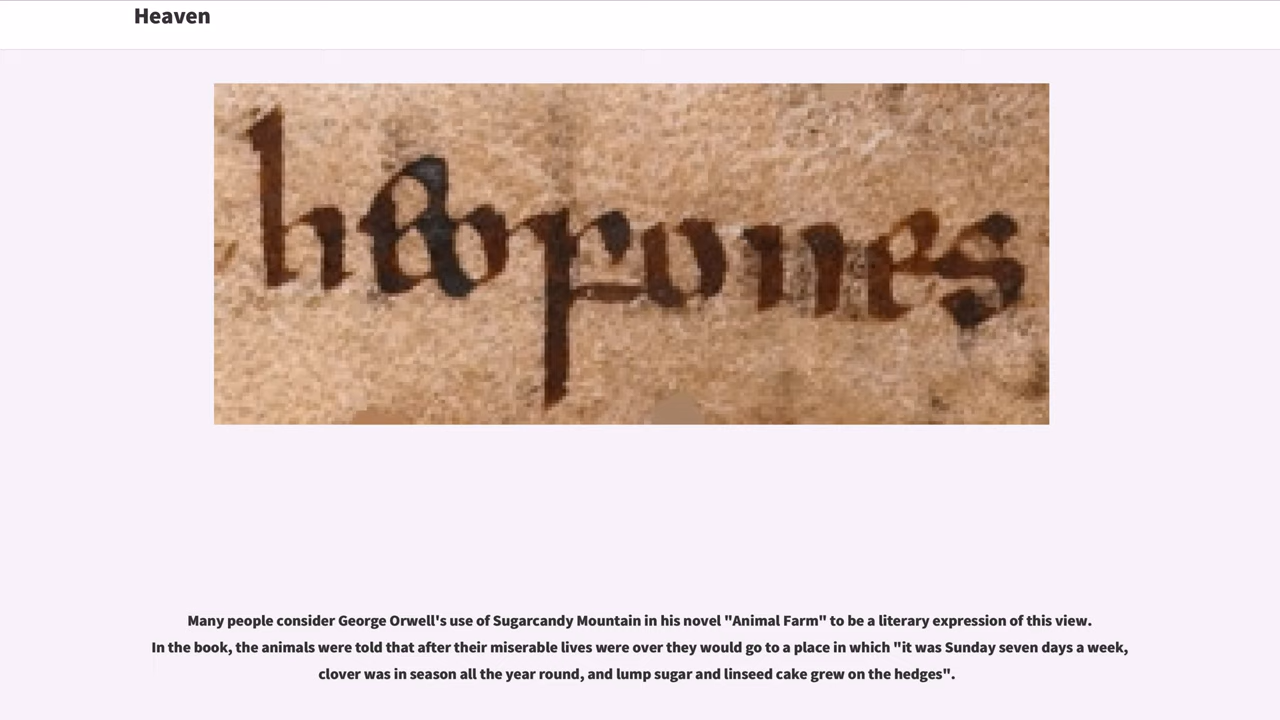 Heaven
heofones
Many people consider George Orwell's use of Sugarcandy Mountain in his novel "Animal Farm" to be a literary expression of this view.
In the book, the animals were told that after their miserable lives were over they would go to a place in which "it was Sunday seven days a week,
clover was in season all the year round, and lump sugar and linseed cake grew on the hedges".